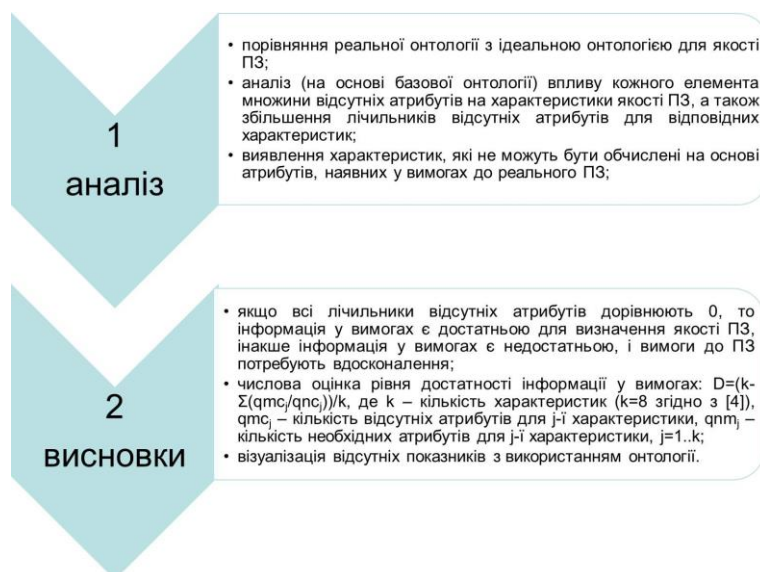 1
аналіз
• порівняння реальної онтології з ідеальною онтологією для якості
ПЗ;
• аналіз (на основі базової онтології) впливу кожного елемента
множини відсутніх атрибутів на характеристики якості ПЗ, а також
збільшення лічильників відсутніх атрибутів для відповідних
характеристик;
• виявлення характеристик, які не можуть бути обчислені на основі
атрибутів, наявних у вимогах до реального ПЗ;
2
висновки
• якщо всі лічильники відсутніх атрибутів дорівнюють 0, то
інформація у вимогах є достатньою для визначення якості ПЗ,
інакше інформація у вимогах є недостатньою, і вимоги до ПЗ
потребують вдосконалення;
• числова оцінка рівня достатності інформації у вимогах: D=(k-
Σ(qmcj/qncj))/k, де k – кількість характеристик (k=8 згідно з [4]),
qmcj – кількість відсутніх атрибутів для j-ї характеристики, qnmj –
кількість необхідних атрибутів для j-ї характеристики, j=1..k;
• візуалізація відсутніх показників з використанням онтології.